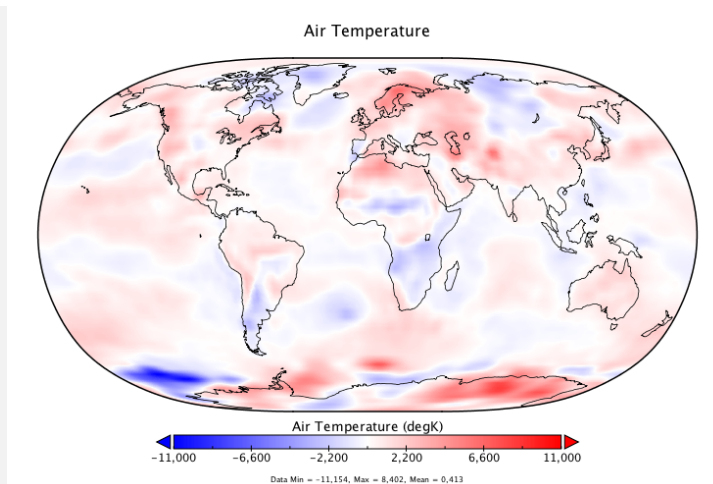 Air Temperature
Air Temperature (degK)
-11,000 -6,600 -2,200 2,200 6,600 11,000
Data Min = -11,154, Max = 8,402, Mean = 0,413